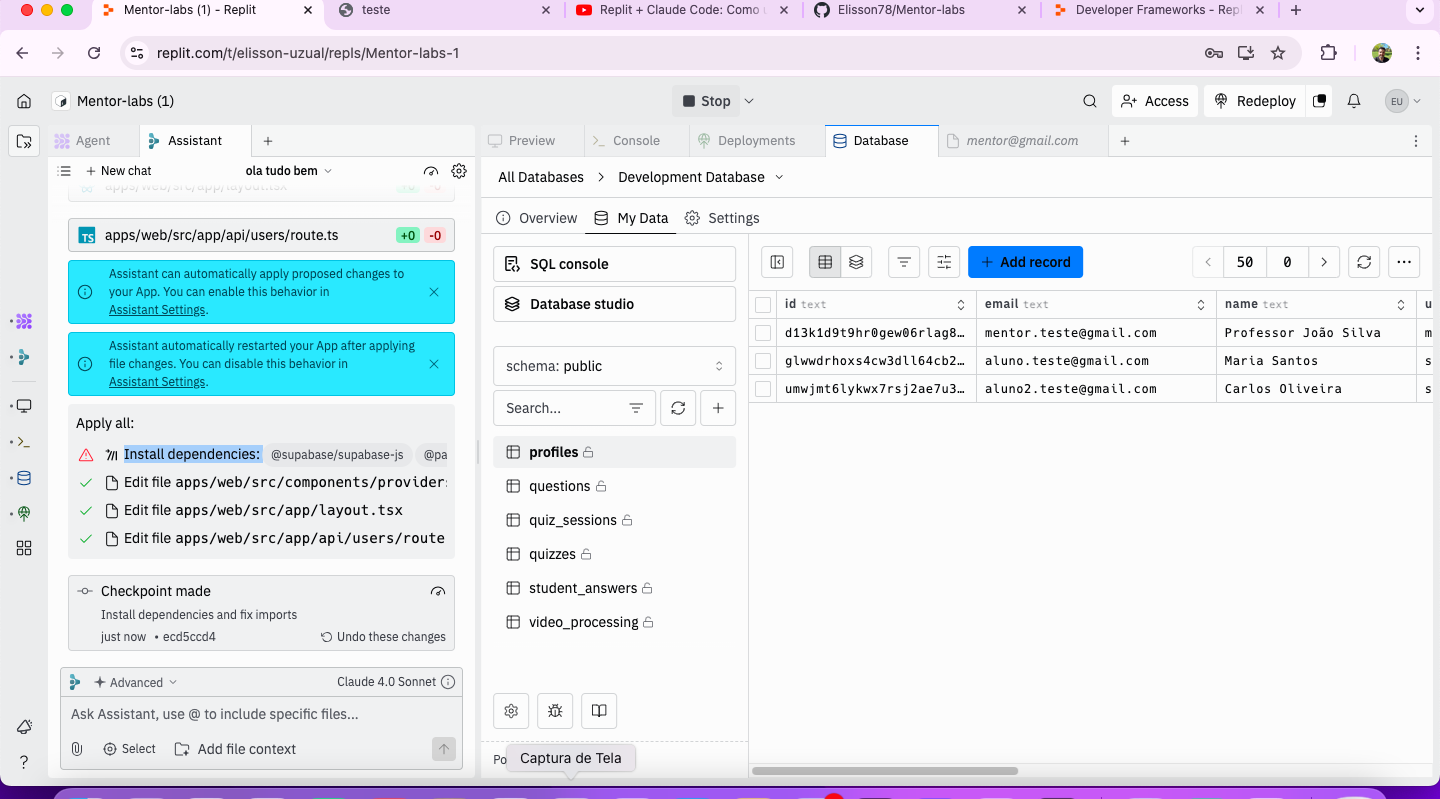 Mentor-labs (1) - Replit
teste
Replit + Claude Code: Como u
Elisson78/Mentor-labs
Developer Frameworks - Repl
replit.com/t/elisson-uzual/repls/Mentor-labs-1
Mentor-labs (1)
Stop
Access
Redeploy
EU
Agent
Assistant
Preview
Console
Deployments
Database
mentor@gmail.com
New chat
ola tudo bem
apps/web/src/app/layout.tsx
+0 -0
TS apps/web/src/app/api/users/route.ts +0 -0
Assistant can automatically apply proposed changes to
your App. You can enable this behavior in
Assistant Settings.
Assistant automatically restarted your App after applying
file changes. You can disable this behavior in
Assistant Settings.
Apply all:
Install dependencies: @supabase/supabase-js @pa
Edit file apps/web/src/components/providers
Edit file apps/web/src/app/layout.tsx
Edit file apps/web/src/app/api/users/route
Checkpoint made
Install dependencies and fix imports
just now • ecd5ccd4 Undo these changes
Advanced Claude 4.0 Sonnet
Ask Assistant, use @ to include specific files...
Select Add file context
All Databases > Development Database
Overview My Data Settings
SQL console
Database studio
schema: public
Search...
profiles
questions
quiz_sessions
quizzes
student_answers
video_processing
Po
Captura de Tela
Add record
50 0
id text email text name text u
d13k1d9t9hr0gew06rlag8… mentor.teste@gmail.com Professor João Silva m
glwwdrhoxs4cw3dll64cb2… aluno.teste@gmail.com Maria Santos s
umwjmt6lykwx7rsj2ae7u3… aluno2.teste@gmail.com Carlos Oliveira s